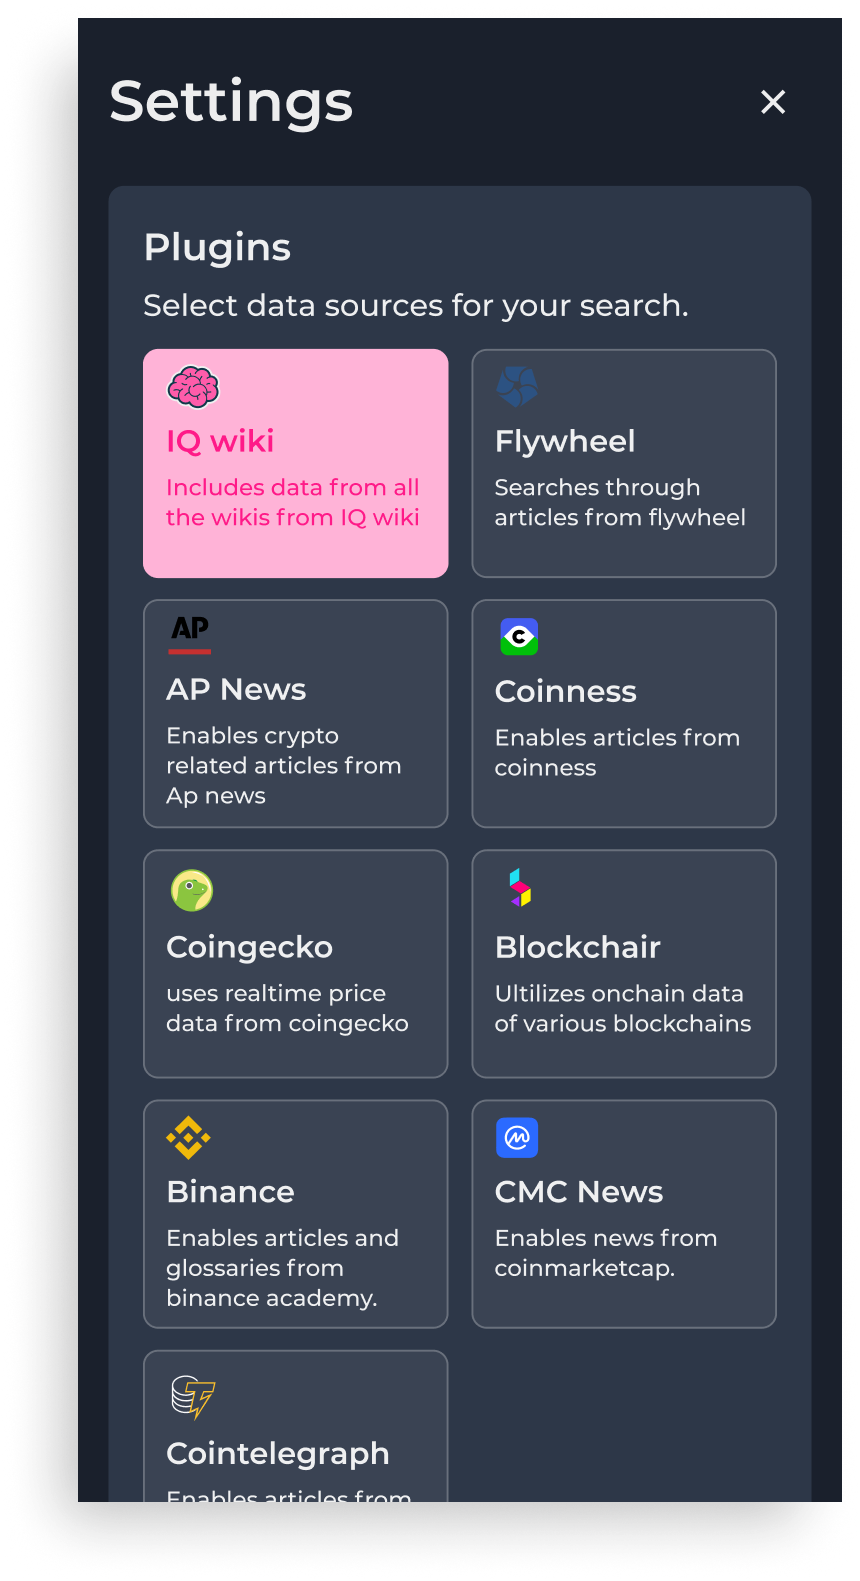 Settings
Plugins
Select data sources for your search.
IQ wiki
Includes data from all
the wikis from IQ wiki
Flywheel
Searches through
articles from flywheel
AP
AP News
Enables crypto
related articles from
Ap news
C
Coinness
Enables articles from
coinness
Coingecko
uses realtime price
data from coingecko
Blockchair
Ultilizes onchain data
of various blockchains
Binance
Enables articles and
glossaries from
binance academy.
CMC News
Enables news from
coinmarketcap.
Cointelegraph
Enables articles from